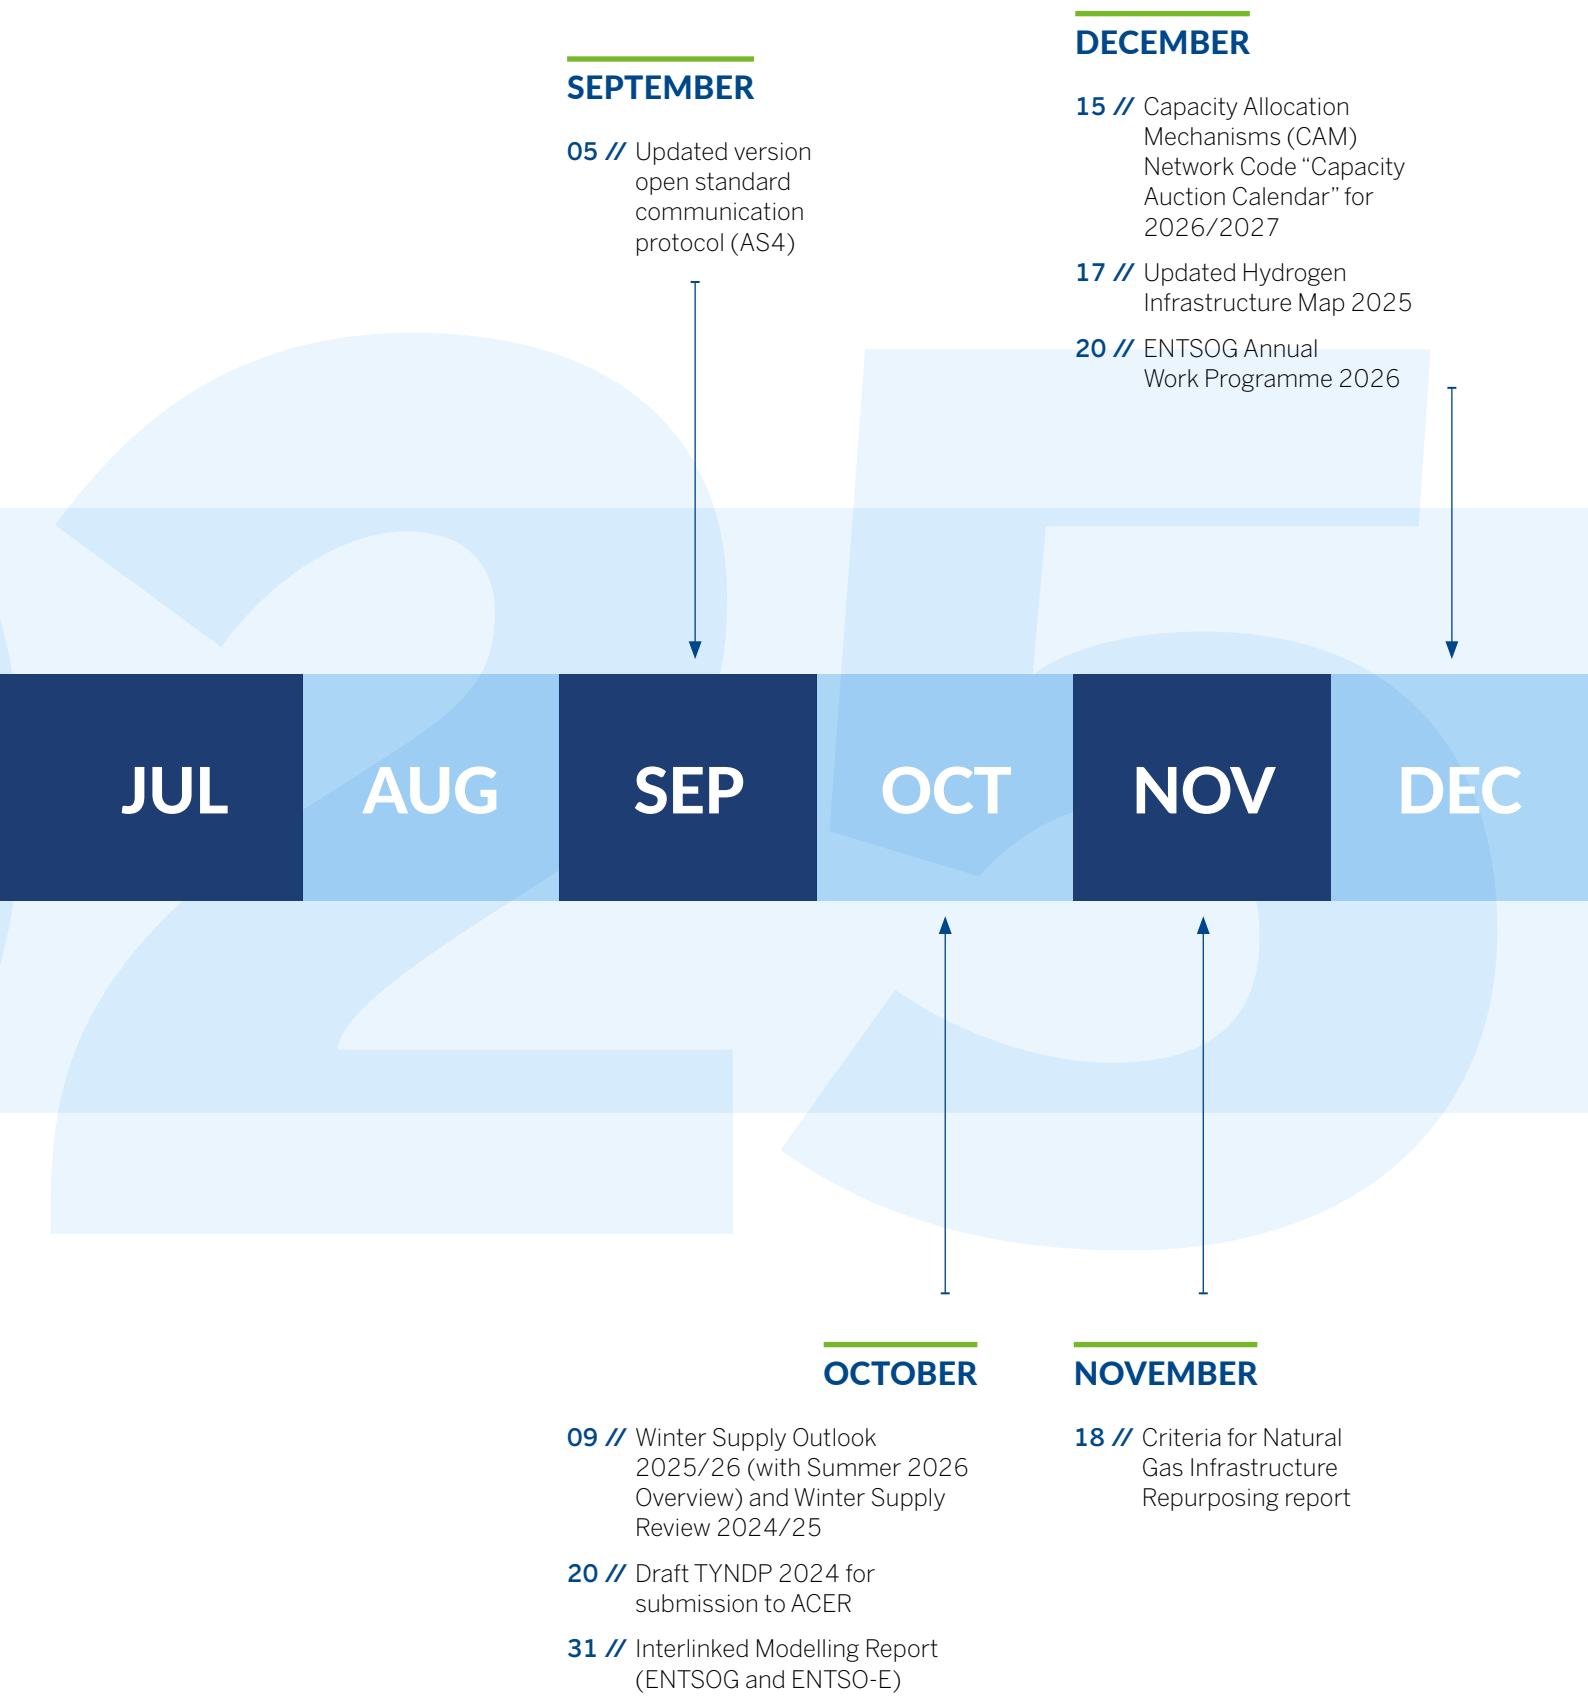 SEPTEMBER
05 // Updated version
open standard
communication
protocol (AS4)
DECEMBER
15 // Capacity Allocation
Mechanisms (CAM)
Network Code “Capacity
Auction Calendar” for
2026/2027
17 // Updated Hydrogen
Infrastructure Map 2025
20 // ENTSOG Annual
Work Programme 2026
25
JUL
AUG
SEP
OCT
NOV
DEC
OCTOBER
09 // Winter Supply Outlook
2025/26 (with Summer 2026
Overview) and Winter Supply
Review 2024/25
20 // Draft TYNDP 2024 for
submission to ACER
31 // Interlinked Modelling Report
(ENTSOG and ENTSO-E)
NOVEMBER
18 // Criteria for Natural
Gas Infrastructure
Repurposing report